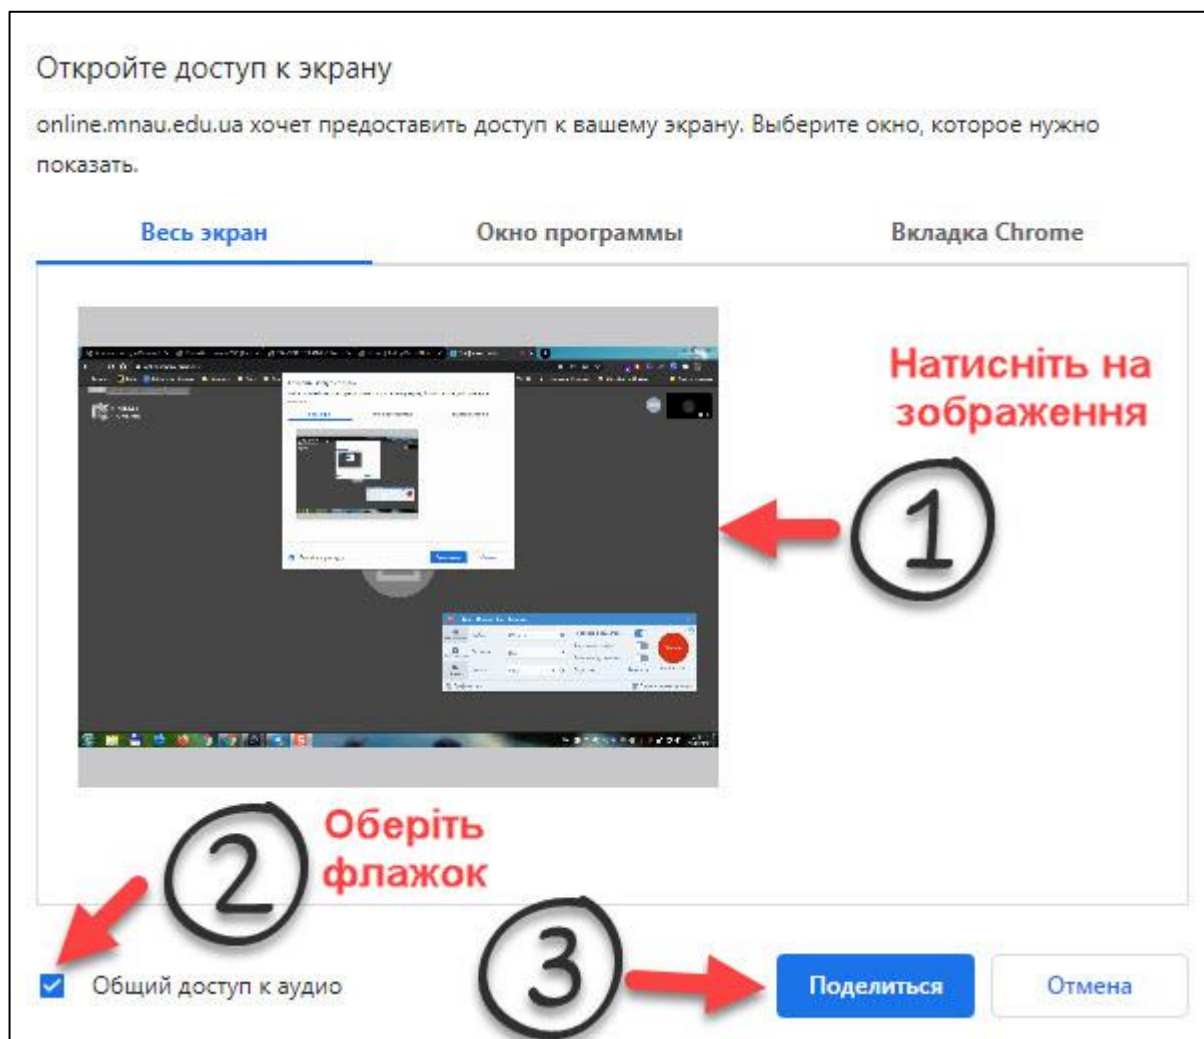 Откройте доступ к экрану
online.mnau.edu.ua хочет предоставить доступ к вашему экрану. Выберите окно, которое нужно
показать.
Весь экран
Окно программы
Вкладка Chrome
Натисніть на
зображення
1
2
Оберіть
флажок
3
Общий доступ к аудио
Поделиться
Отмена